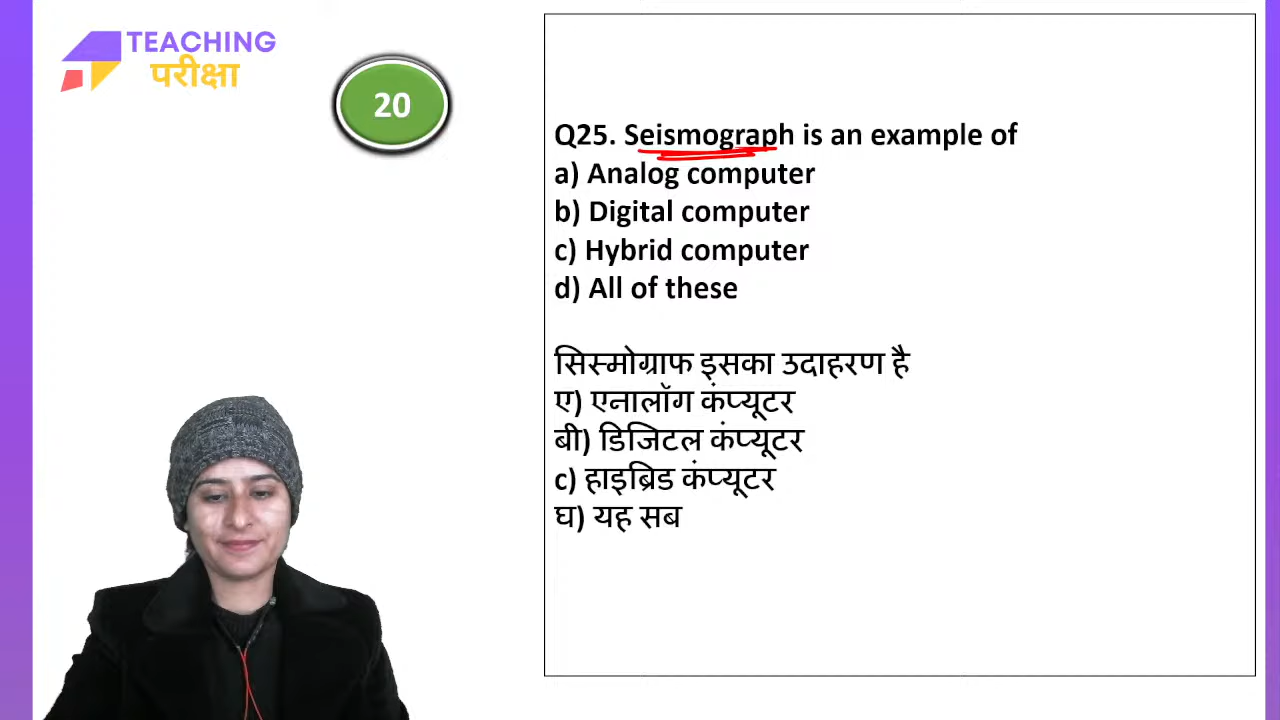 TEACHING
परीक्षा
20
Q25. Seismograph is an example of
a) Analog computer
b) Digital computer
c) Hybrid computer
d) All of these
सिस्मोग्राफ इसका उदाहरण है
ए) एनालॉग कंप्यूटर
बी) डिजिटल कंप्यूटर
c) हाइब्रिड कंप्यूटर
घ) यह सब